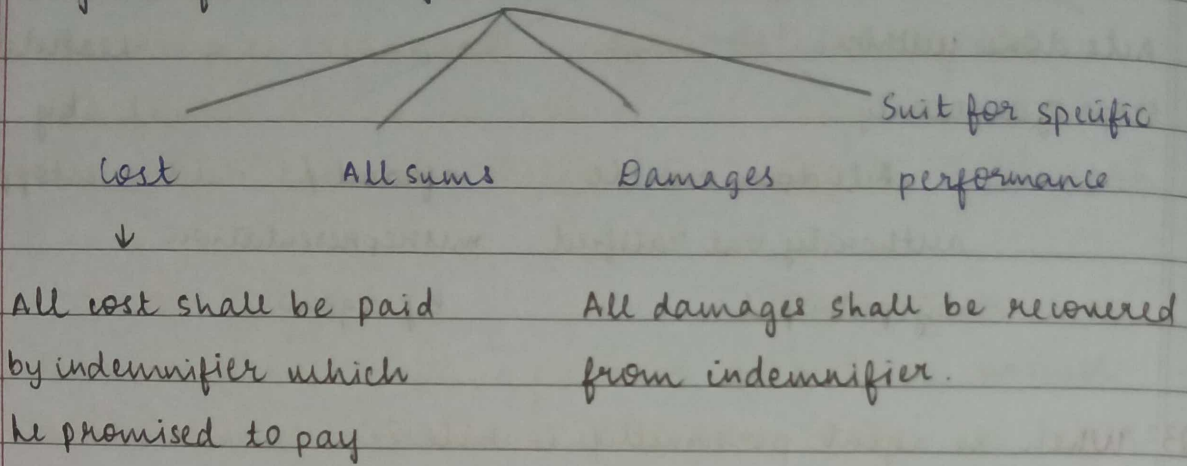 Suit for specific
Cost All sums Damages performance
↓
All cost shall be paid All damages shall be recovered
by indemnifier which from indemnifier.
he promised to pay